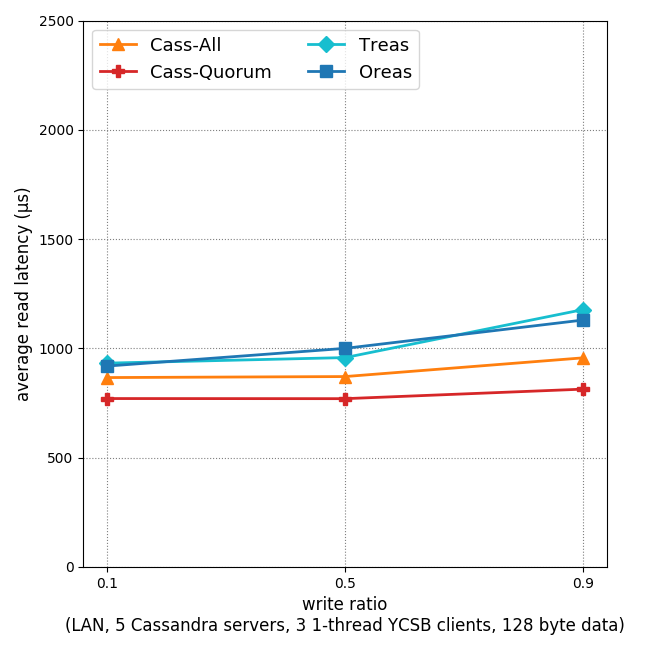 2500
2000
1500
1000
500
0
average read latency (μs)
Cass-All
Cass-Quorum
Treas
Oreas
0.1
0.5
0.9
write ratio
(LAN, 5 Cassandra servers, 3 1-thread YCSB clients, 128 byte data)